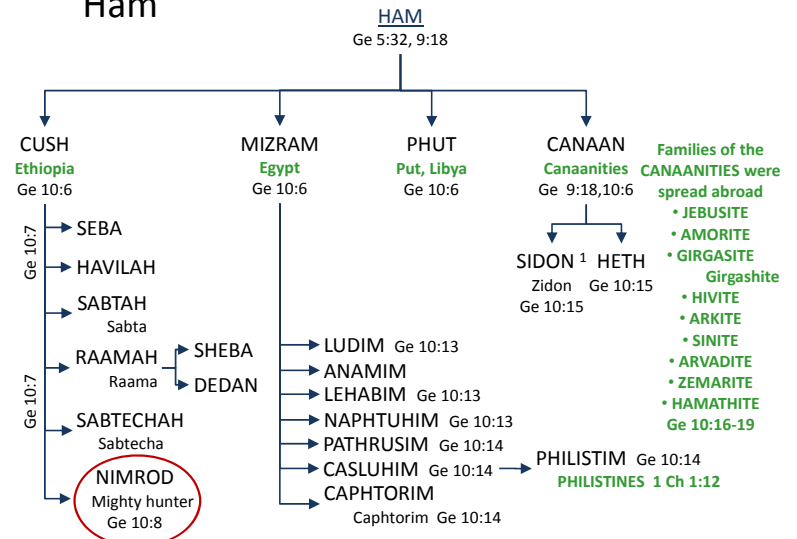 Ham
HAM
Ge 5:32, 9:18
CUSH
Ethiopia
Ge 10:6
Ge 10:7
SEBA
HAVILAH
SABTAH
Sabta
Ge 10:7
RAAMAH
Raama
SHEBA
DEDAN
SABTECHAH
Sabtecha
NIMROD
Mighty hunter
Ge 10:8
MIZRAM
Egypt
Ge 10:6
LUDIM Ge 10:13
ANAMIM
LEHABIM Ge 10:13
NAPHTUHIM Ge 10:13
PATHRUSIM Ge 10:14
CASLUHIM Ge 10:14
PHILISTIM Ge 10:14
PHILISTINES 1 Ch 1:12
CAPHTORIM
Caphtorim Ge 10:14
PHUT
Put, Libya
Ge 10:6
CANAAN
Canaanities
Ge 9:18,10:6
SIDON 1
Zidon
Ge 10:15
HETH
Ge 10:15
Families of the
CANAANITIES were
spread abroad
• JEBUSITE
• AMORITE
• GIRGASITE
Girgashite
• HIVITE
• ARKITE
• SINITE
• ARVADITE
• ZEMARITE
• HAMATHITE
Ge 10:16-19